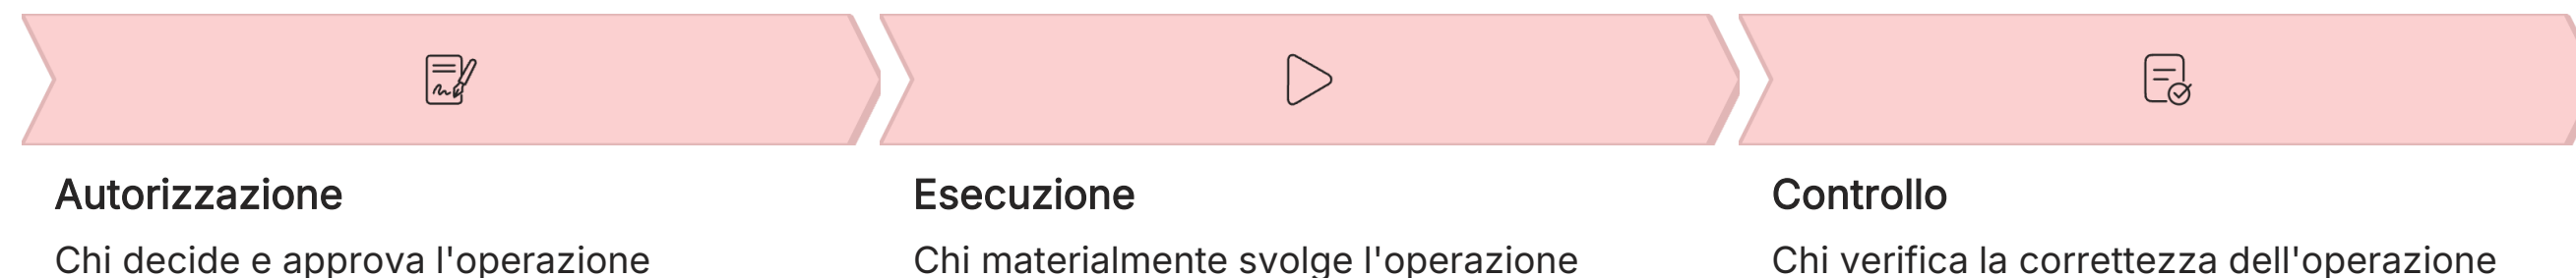 Autorizzazione
Chi decide e approva l'operazione
Esecuzione
Chi materialmente svolge l'operazione
Controllo
Chi verifica la correttezza dell'operazione